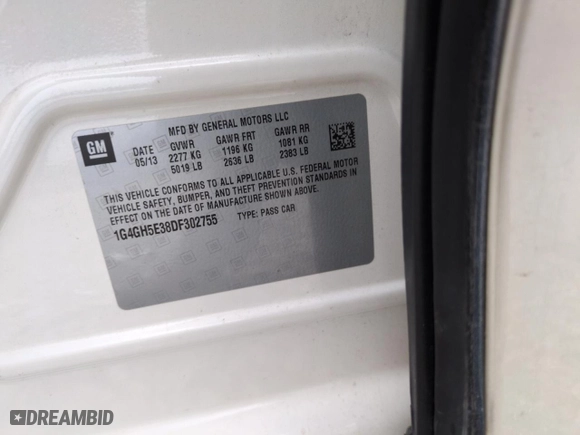 MFD BY GENERAL MOTORS LLC
GM
DATE GVWR GAWR FRT GAWR RR
05/13 2277 KG 1196 KG 1081 KG
5019 LB 2636 LB 2383 LB
THIS VEHICLE CONFORMS TO ALL APPLICABLE U.S. FEDERAL MOTOR
VEHICLE SAFETY, BUMPER, AND THEFT PREVENTION STANDARDS IN
EFFECT ON THE DATE OF MANUFACTURE SHOWN ABOVE.
1G4GH5E38DF302755 TYPE: PASS CAR
DREAMBID